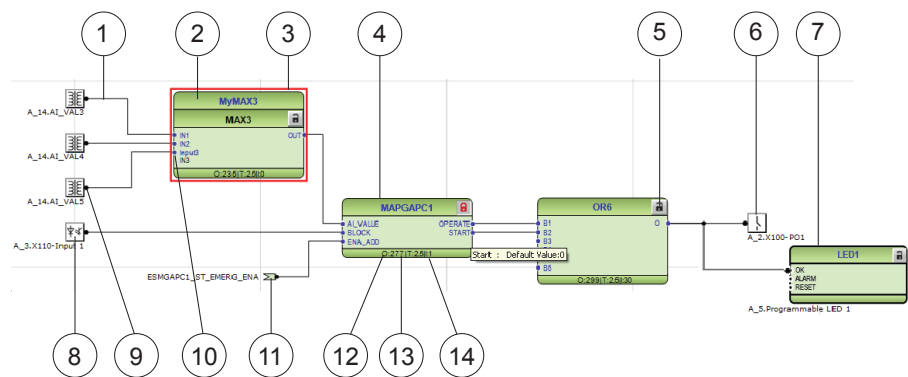 1 2 3 4 5 6 7
MyMAX3
MAX3
A_14.AI_VAL3
IN1 OUT
IN2
Input3
IN3
A_14.AI_VAL4
O:235|T:2.5|I:0
A_14.AI_VAL5
MAPGAPC1
OR6
AI_VALUE OPERATE
BLOCK START
ENA_ADD
B1 O
B2
B3
B6
A_3.X110-Input 1
A_2.X100-PO1
O:277|T:2.5|I:1
Start : Default Value:0
LED1
OK
ALARM
RESET
ESMGAPC1_ST_EMERG_ENA
O:299|T:2.5|I:30
A_5.Programmable LED 1
8 9 10 11 12 13 14